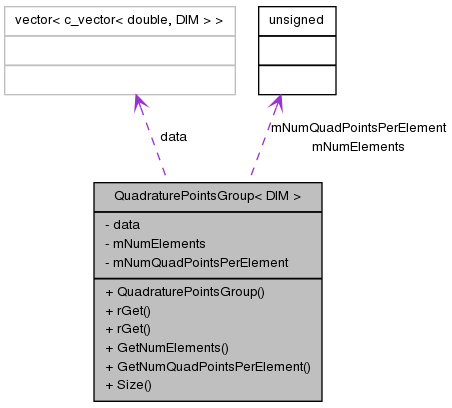 vector< c_vector< double, DIM > >
unsigned
data
mNumQuadPointsPerElement
mNumElements
QuadraturePointsGroup< DIM >
- data
- mNumElements
- mNumQuadPointsPerElement
+ QuadraturePointsGroup()
+ rGet()
+ rGet()
+ GetNumElements()
+ GetNumQuadPointsPerElement()
+ Size()